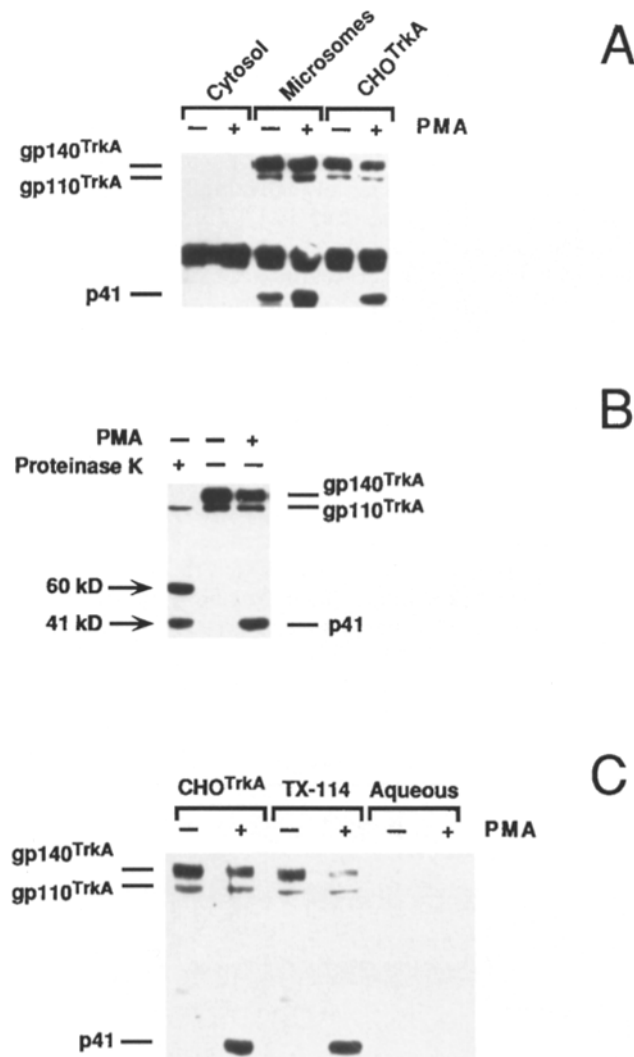 A
Cytosol Microsomes CHOTrkA
— + — + — + PMA
gp140TrkA
gp110TrkA
p41
B
PMA — — +
Proteinase K + — —
gp140TrkA
gp110TrkA
60 kD
41 kD p41
C
CHOTrkA TX-114 Aqueous
— + — + — + PMA
gp140TrkA
gp110TrkA
p41